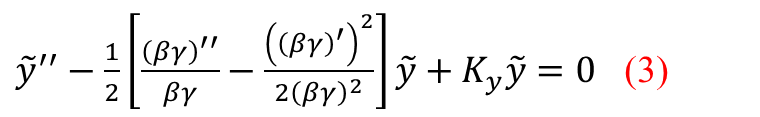 ỹ′′ − 1/2 [ (βγ)′′/βγ − ((βγ)′)²/2(βγ)² ] ỹ + K_y ỹ = 0 (3)